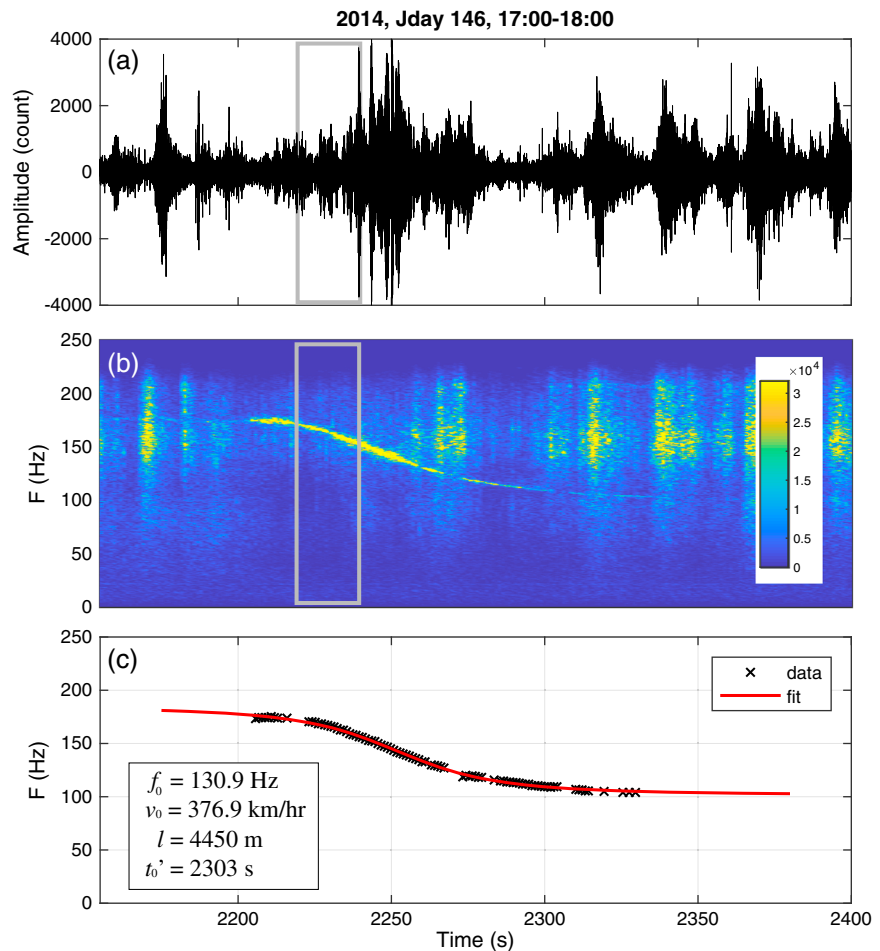 2014, Jday 146, 17:00-18:00
(a)
Amplitude (count)
4000
2000
0
-2000
-4000
(b)
F (Hz)
250
200
150
100
50
0
×10⁴
3
2.5
2
1.5
1
0.5
0
(c)
F (Hz)
250
200
150
100
50
0
data
fit
f₀ = 130.9 Hz
v₀ = 376.9 km/hr
l = 4450 m
t₀' = 2303 s
2200 2250 2300 2350 2400
Time (s)